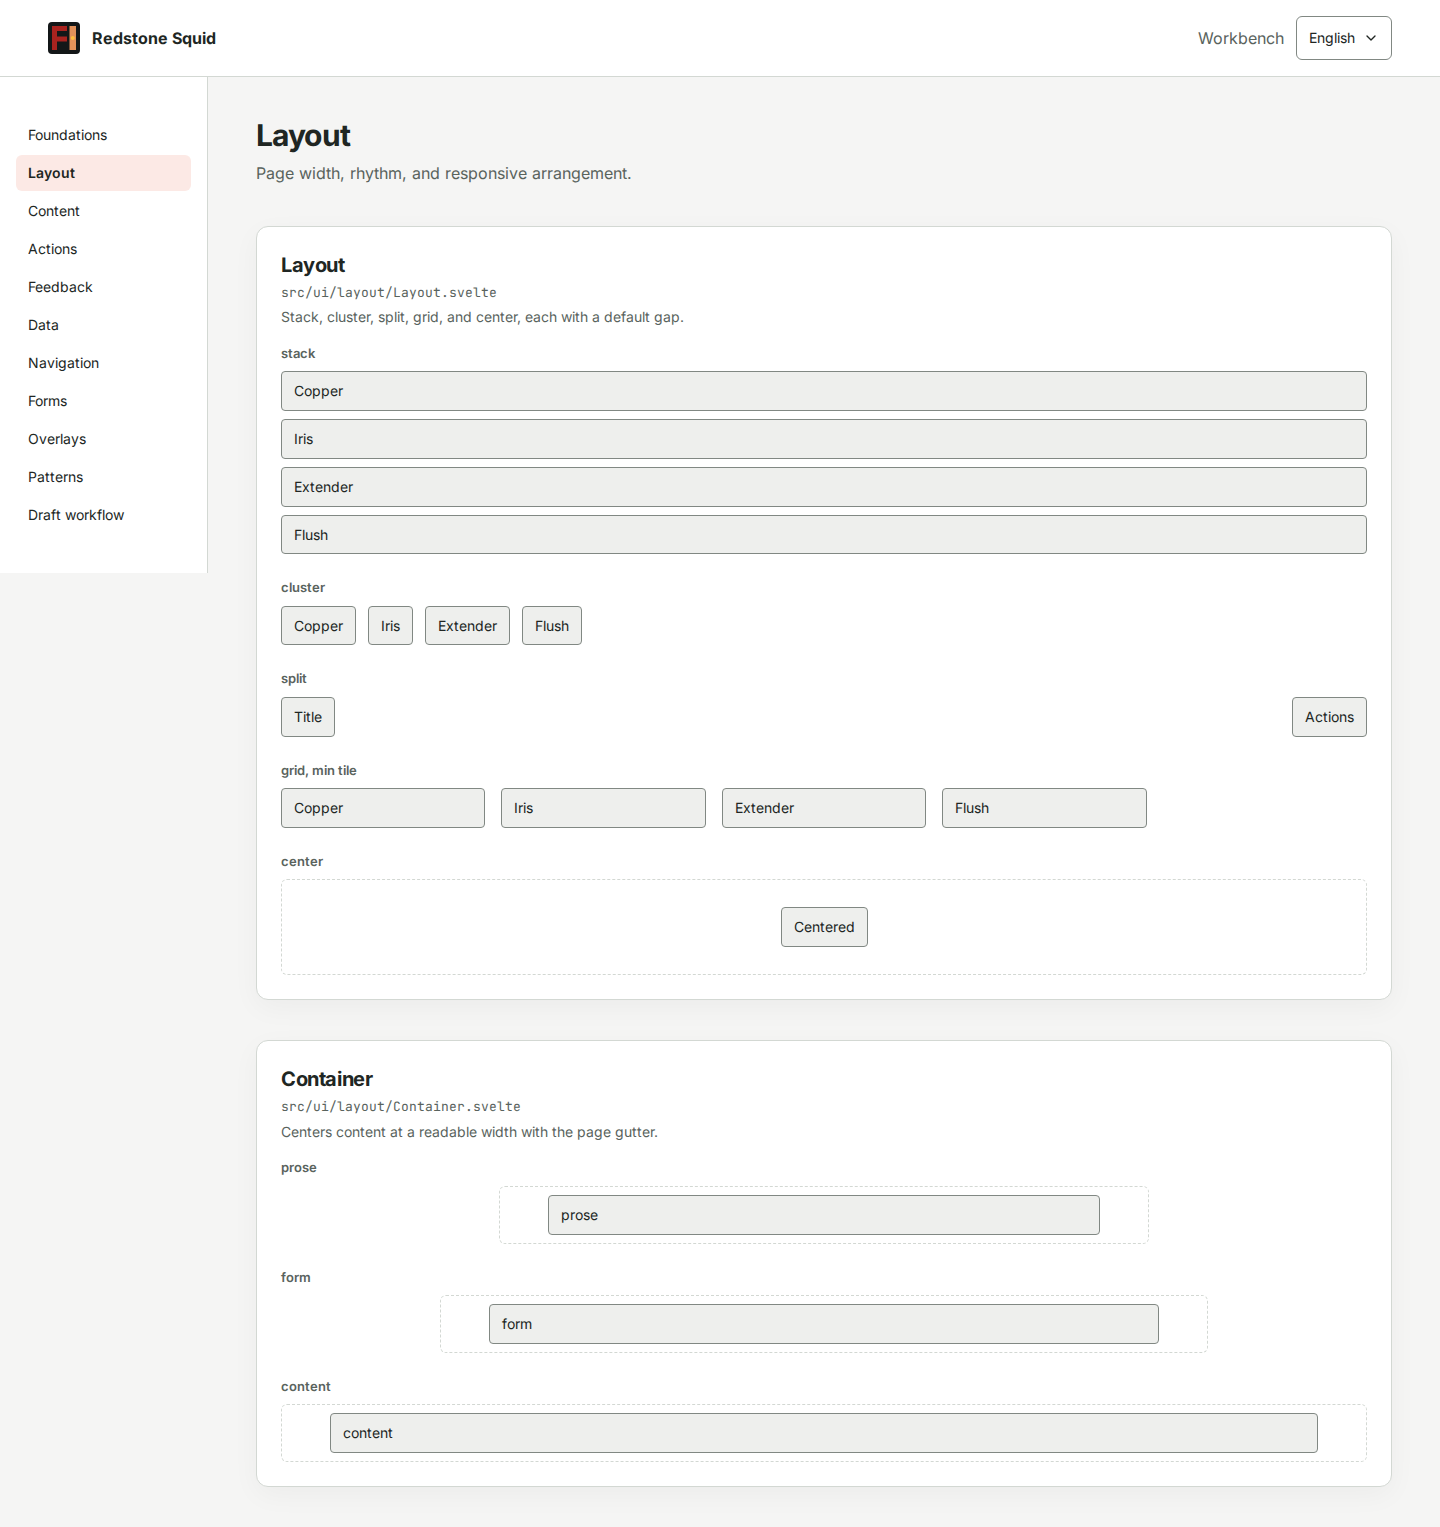 Redstone Squid
Workbench
English
Foundations
Layout
Content
Actions
Feedback
Data
Navigation
Forms
Overlays
Patterns
Draft workflow
Layout
Page width, rhythm, and responsive arrangement.
Layout
src/ui/layout/Layout.svelte
Stack, cluster, split, grid, and center, each with a default gap.
stack
Copper
Iris
Extender
Flush
cluster
Copper Iris Extender Flush
split
Title Actions
grid, min tile
Copper Iris Extender Flush
center
Centered
Container
src/ui/layout/Container.svelte
Centers content at a readable width with the page gutter.
prose
prose
form
form
content
content